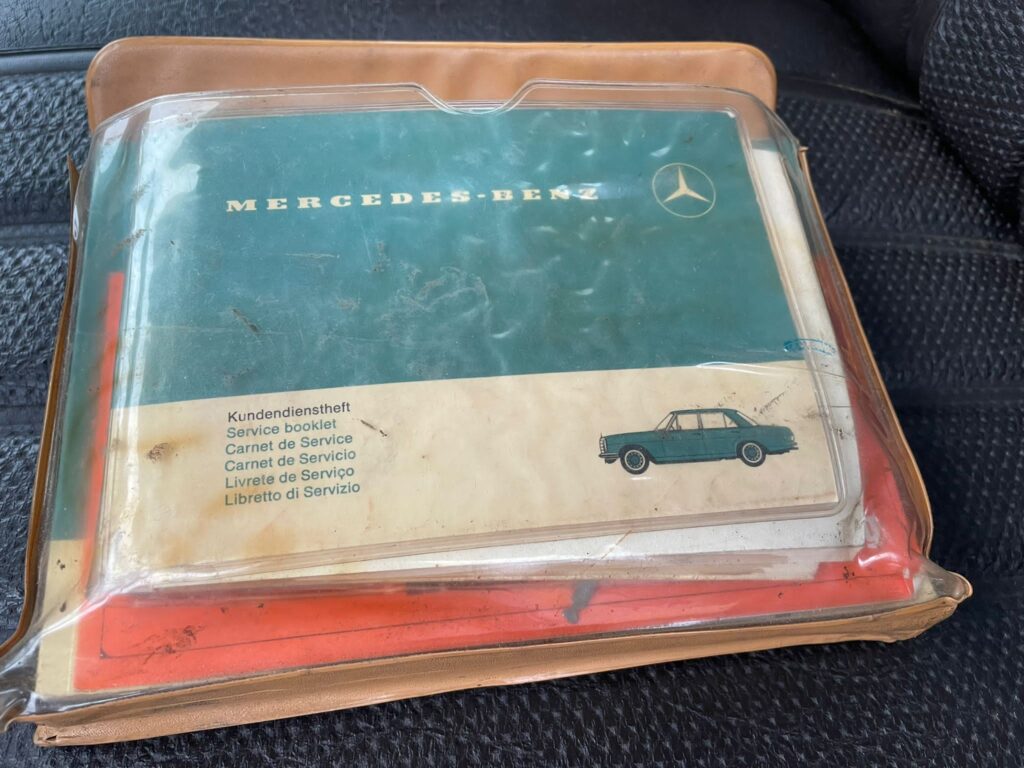 MERCEDES-BENZ
Kundendienstheft
Service booklet
Carnet de Service
Carnet de Servicio
Livrete de Serviço
Libretto di Servizio